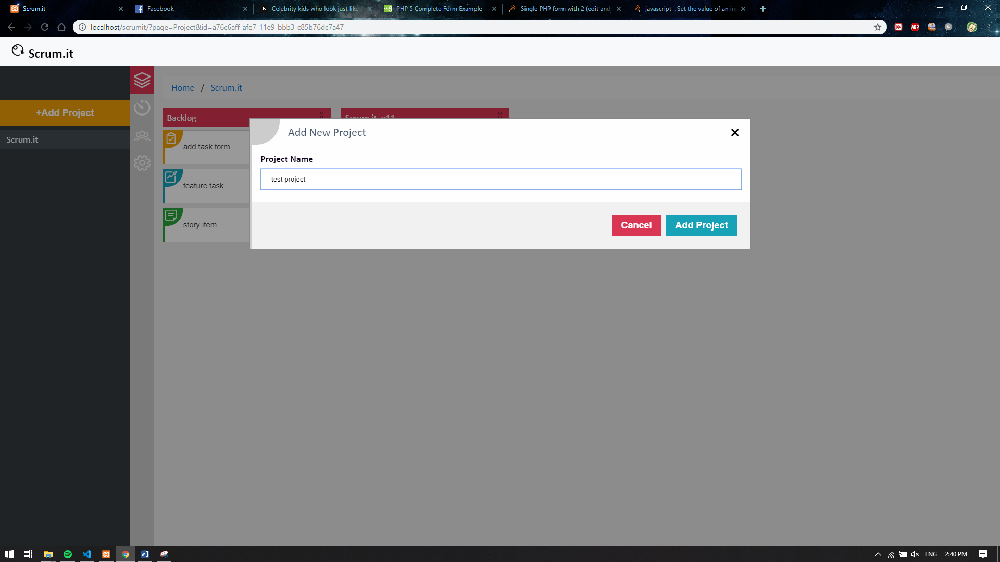 Scrum.it
Facebook
Celebrity kids who look just like
PHP 5 Complete Form Example
Single PHP form with 2 (edit and
javascript - Set the value of an in
localhost/scrumit/?page=Project&id=a76c6aff-afe7-11e9-bbb3-c85b76dc7a47
ABP
Scrum.it
Home / Scrum.it
+Add Project
Scrum.it
Backlog
Scrum.it_v11
add task form
feature task
story item
Add New Project
Project Name
test project
Cancel
Add Project
ENG
2:40 PM